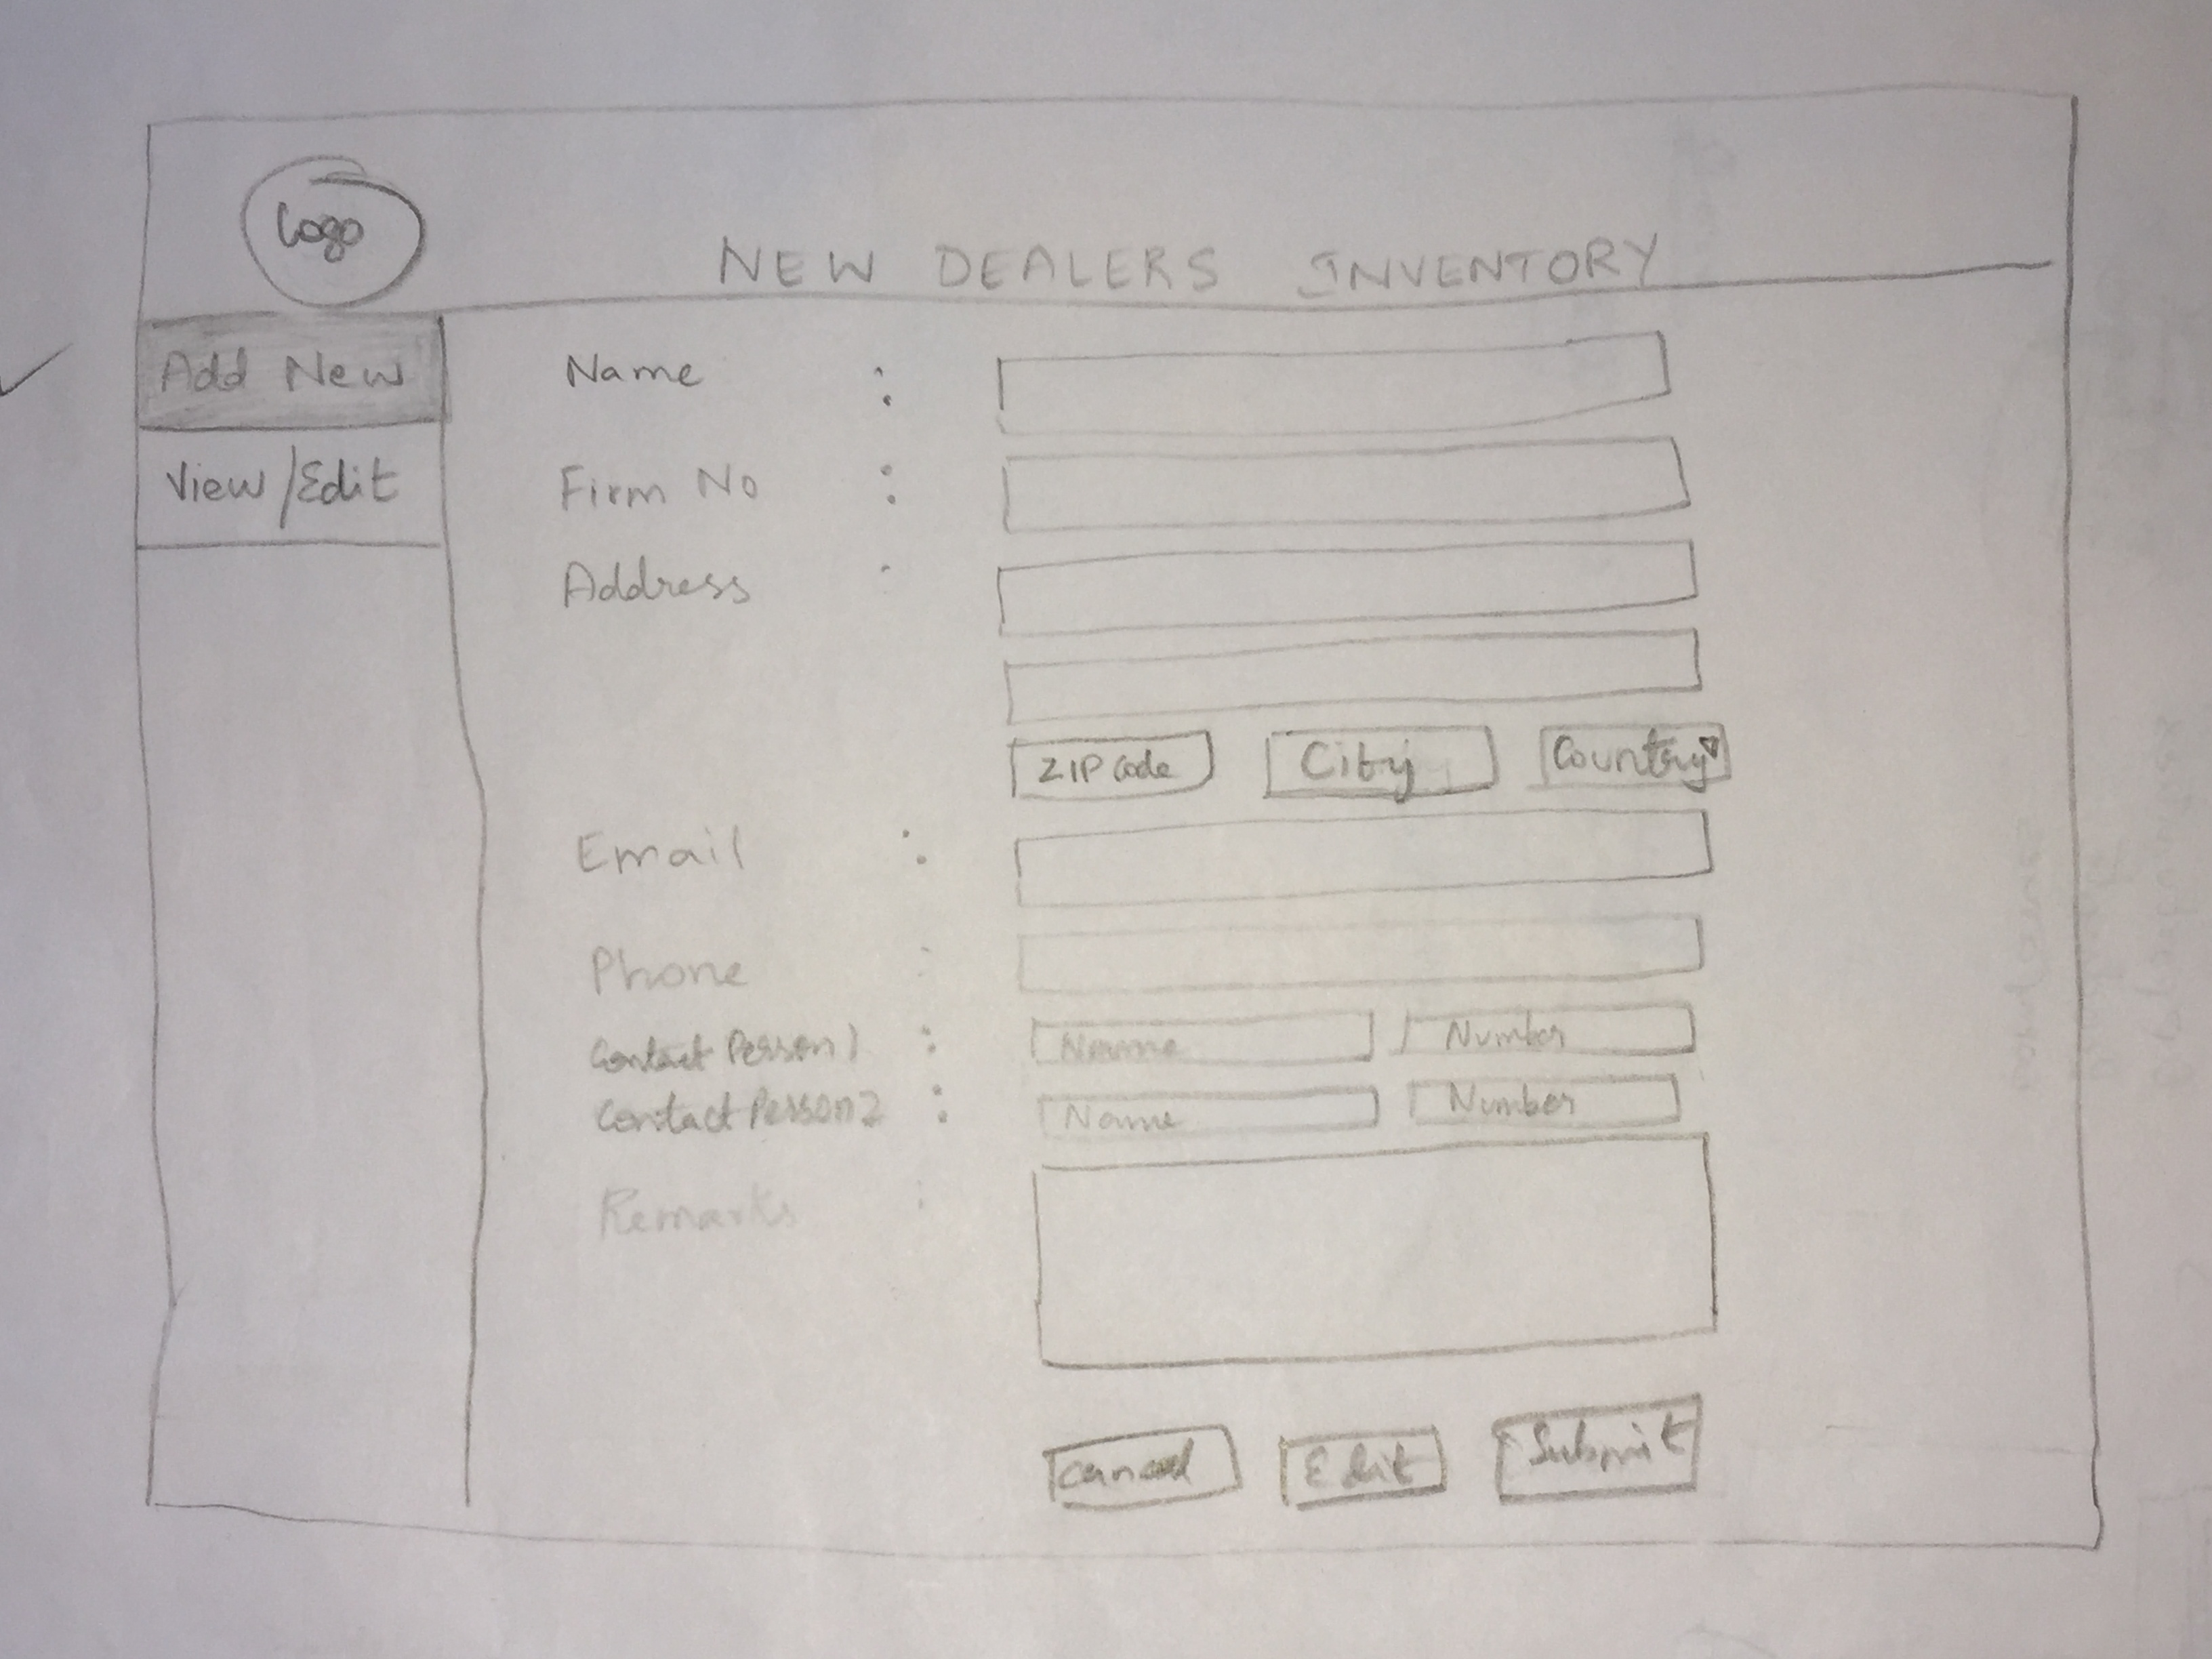 Logo
NEW DEALERS INVENTORY
Add New
View/Edit
Name :
Firm No :
Address :
ZIP Code City Country
Email :
Phone :
Contact Person 1 : Name Number
Contact Person 2 : Name Number
Remarks :
Cancel Edit Submit